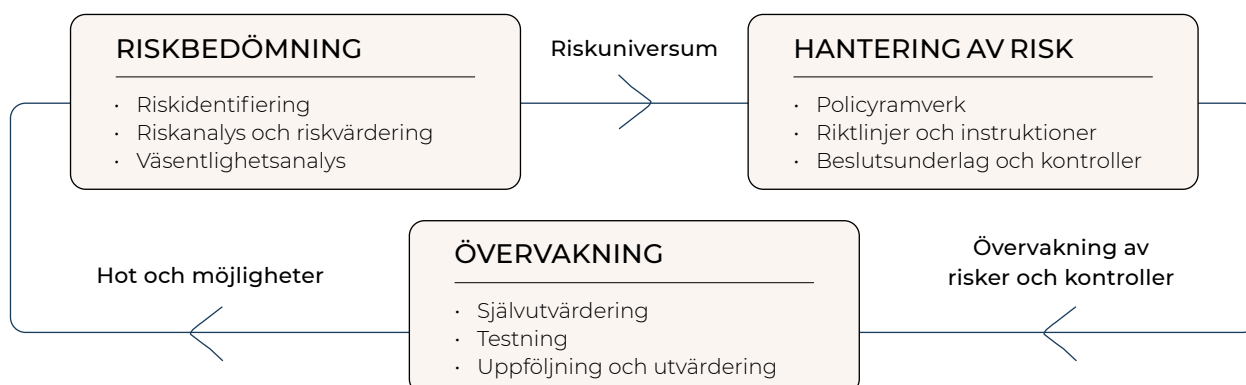 RISKBEDÖMNING
· Riskidentifiering
· Riskanalys och riskvärdering
· Väsentlighetsanalys
Riskuniversum
HANTERING AV RISK
· Policyramverk
· Riktlinjer och instruktioner
· Beslutsunderlag och kontroller
Övervakning av
risker och kontroller
ÖVERVAKNING
· Självutvärdering
· Testning
· Uppföljning och utvärdering
Hot och möjligheter